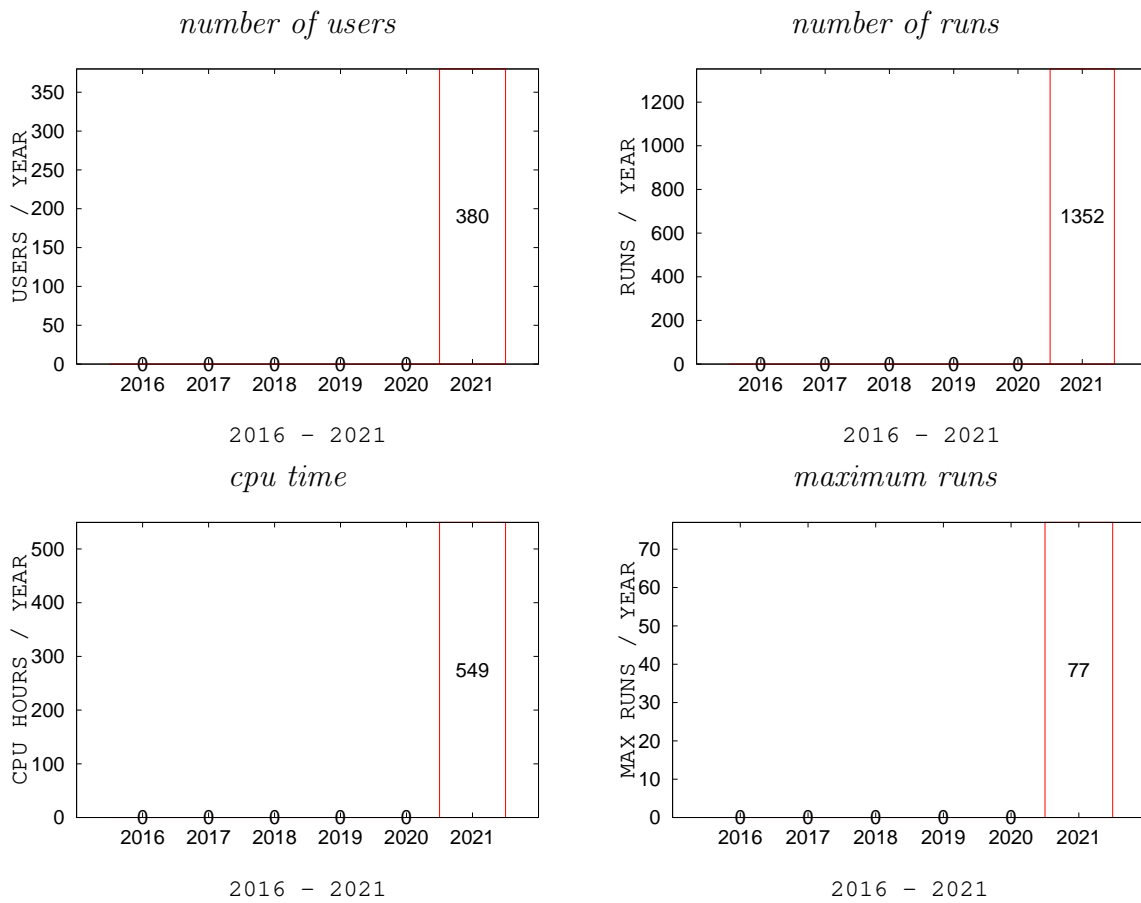 number of users
350
300
250
200
150
100
50
0
USERS / YEAR
380
0 0 0 0 0
2016 2017 2018 2019 2020 2021
2016 – 2021
number of runs
1200
1000
800
600
400
200
0
RUNS / YEAR
1352
0 0 0 0 0
2016 2017 2018 2019 2020 2021
2016 – 2021
cpu time
500
400
300
200
100
0
CPU HOURS / YEAR
549
0 0 0 0 0
2016 2017 2018 2019 2020 2021
2016 – 2021
maximum runs
70
60
50
40
30
20
10
0
MAX RUNS / YEAR
77
0 0 0 0 0
2016 2017 2018 2019 2020 2021
2016 – 2021